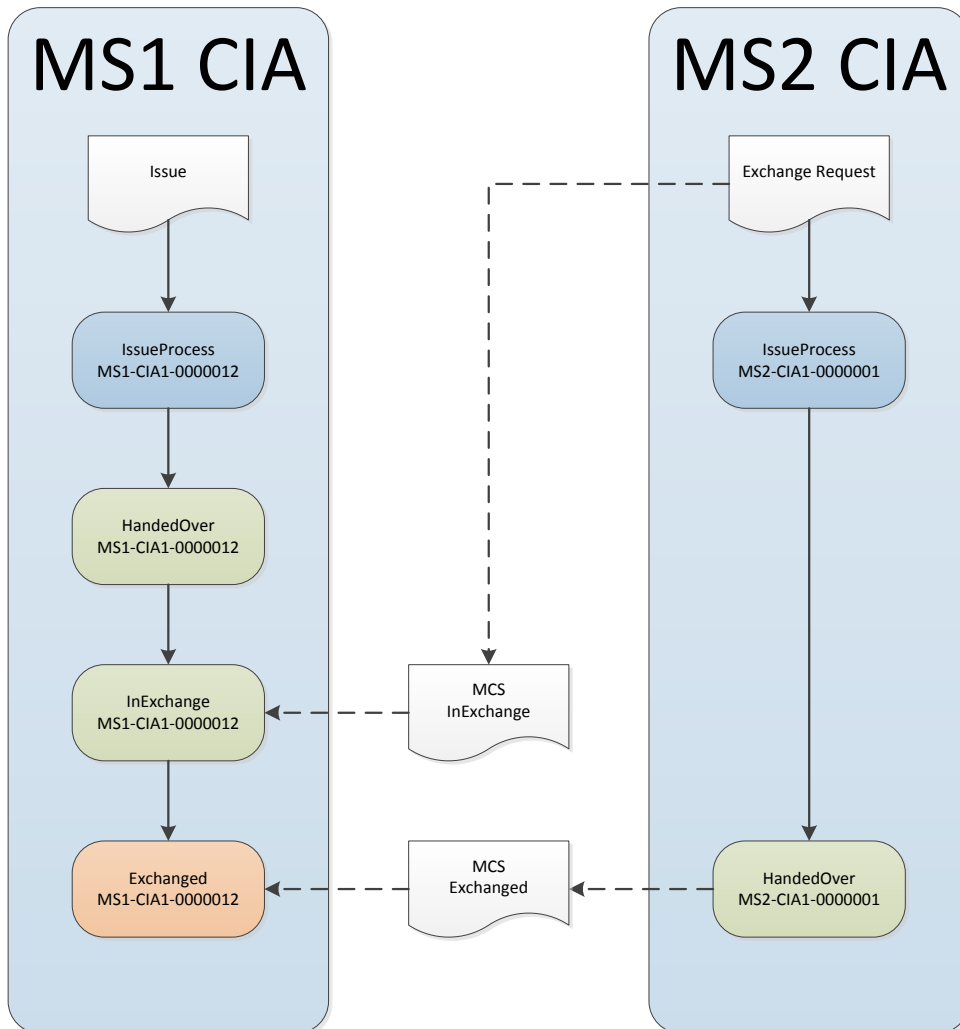 MS1 CIA
MS2 CIA
Issue
Exchange Request
IssueProcess
MS1-CIA1-0000012
IssueProcess
MS2-CIA1-0000001
HandedOver
MS1-CIA1-0000012
InExchange
MS1-CIA1-0000012
MCS
InExchange
Exchanged
MS1-CIA1-0000012
MCS
Exchanged
HandedOver
MS2-CIA1-0000001